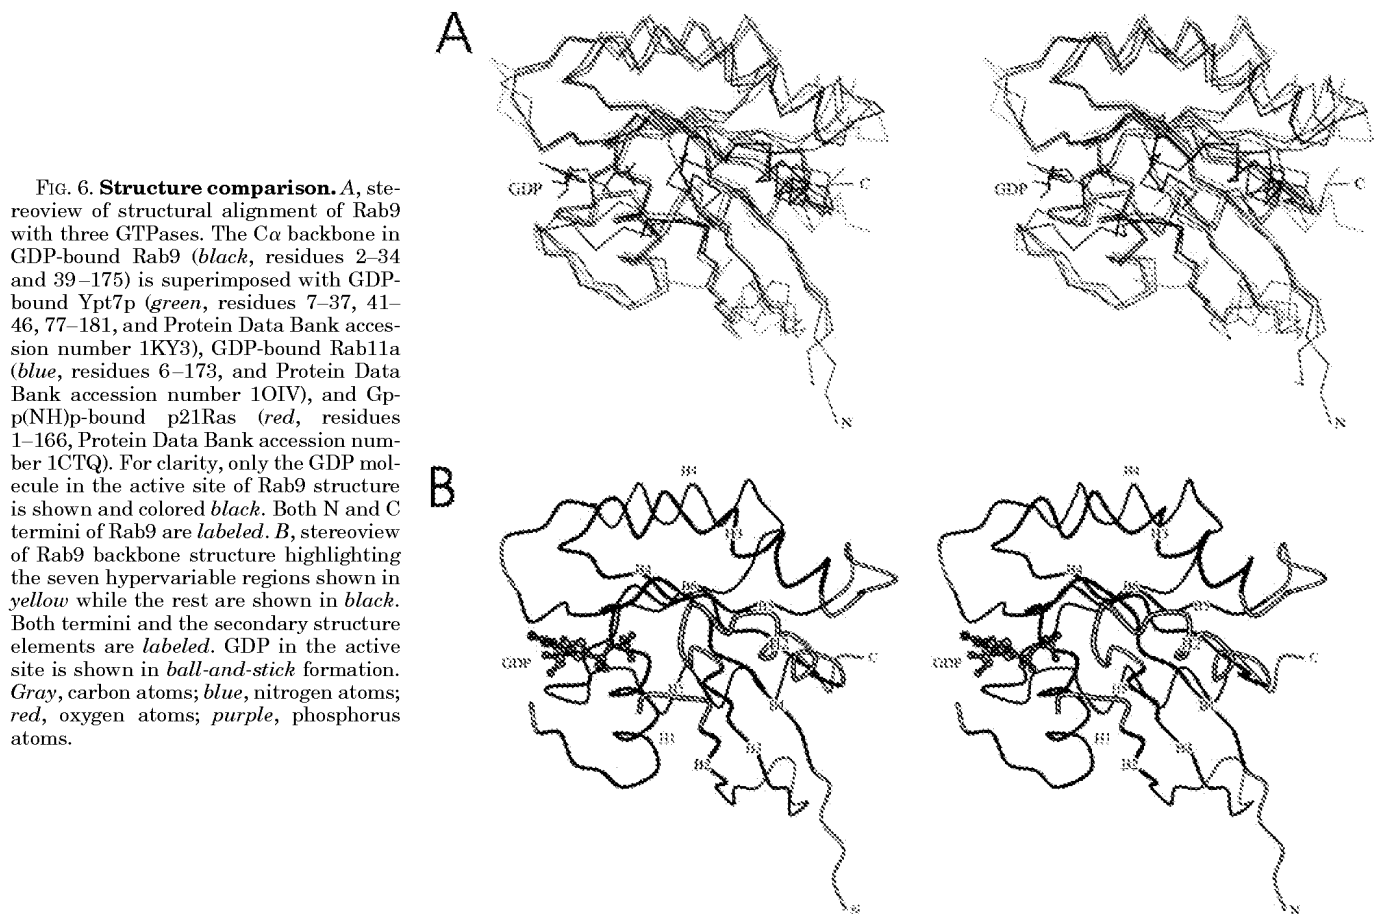 FIG. 6. Structure comparison. A, ste-
reoview of structural alignment of Rab9
with three GTPases. The Cα backbone in
GDP-bound Rab9 (black, residues 2–34
and 39–175) is superimposed with GDP-
bound Ypt7p (green, residues 7–37, 41–
46, 77–181, and Protein Data Bank acces-
sion number 1KY3), GDP-bound Rab11a
(blue, residues 6–173, and Protein Data
Bank accession number 1OIV), and Gp-
p(NH)p-bound p21Ras (red, residues
1–166, Protein Data Bank accession num-
ber 1CTQ). For clarity, only the GDP mol-
ecule in the active site of Rab9 structure
is shown and colored black. Both N and C
termini of Rab9 are labeled. B, stereoview
of Rab9 backbone structure highlighting
the seven hypervariable regions shown in
yellow while the rest are shown in black.
Both termini and the secondary structure
elements are labeled. GDP in the active
site is shown in ball-and-stick formation.
Gray, carbon atoms; blue, nitrogen atoms;
red, oxygen atoms; purple, phosphorus
atoms.
A
GDP
C
N
GDP
C
N
B
H4
H3
GDP
C
H1
B2
H4
GDP
C
H1
B2
N